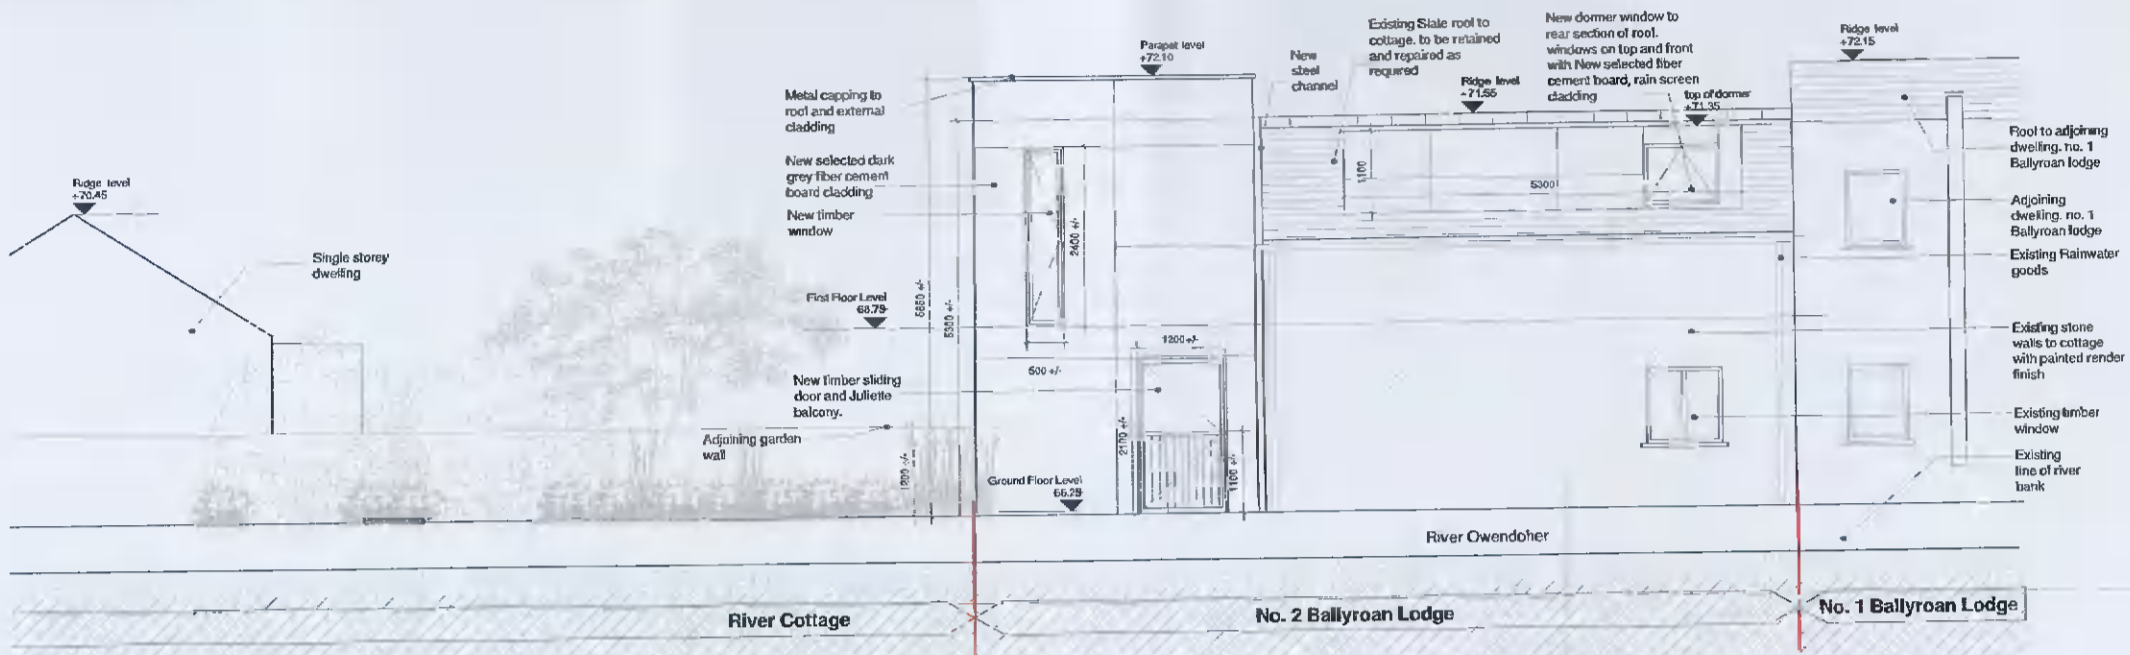 Ridge level
+70.45
Single storey
dwelling
Metal capping to
roof and external
cladding
New selected dark
grey fiber cement
board cladding
New timber
window
First Floor Level
68.79
New timber sliding
door and Juliette
balcony.
Adjoining garden
wall
Ground Floor Level
66.29
Parapet level
+72.10
5850 +/-
5300 +/-
1800 +/-
2400 +/-
500 +/-
1200 +/-
2100 +/-
1100 +/-
New
steel
channel
Existing Slate roof to
cottage. to be retained
and repaired as
required
Ridge level
+71.55
New dormer window to
rear section of roof.
windows on top and front
with New selected fiber
cement board, rain screen
cladding
top of dormer
+71.35
1100
5300
Ridge level
+72.15
Roof to adjoining
dwelling. no. 1
Ballyroan lodge
Adjoining
dwelling. no. 1
Ballyroan lodge
Existing Rainwater
goods
Existing stone
walls to cottage
with painted render
finish
Existing timber
window
Existing
line of river
bank
River Owendoher
River Cottage
No. 2 Ballyroan Lodge
No. 1 Ballyroan Lodge